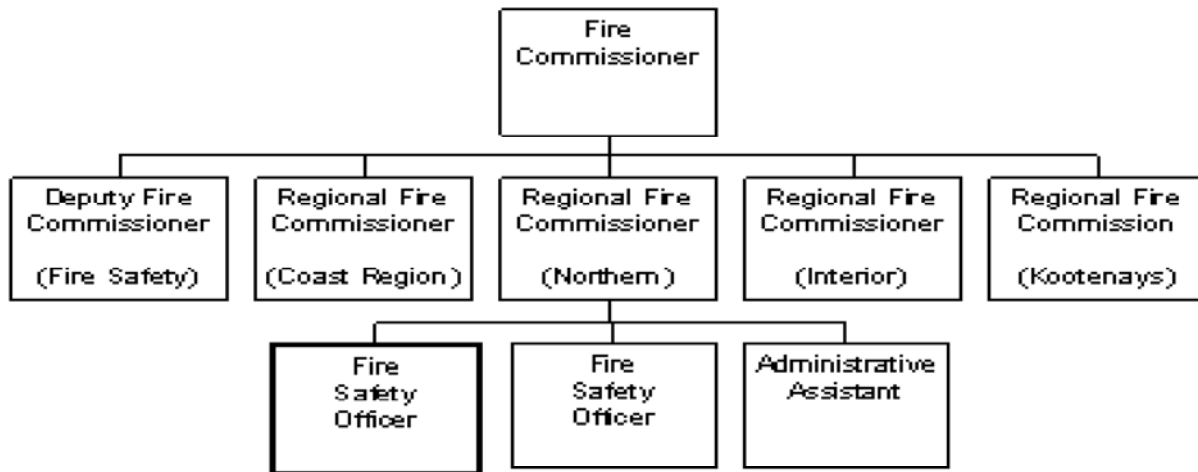 Fire
Commissioner
Deputy Fire
Commissioner
(Fire Safety)
Regional Fire
Commissioner
(Coast Region)
Regional Fire
Commissioner
(Northern)
Regional Fire
Commissioner
(Interior)
Regional Fire
Commission
(Kootenays)
Fire
Safety
Officer
Fire
Safety
Officer
Administrative
Assistant